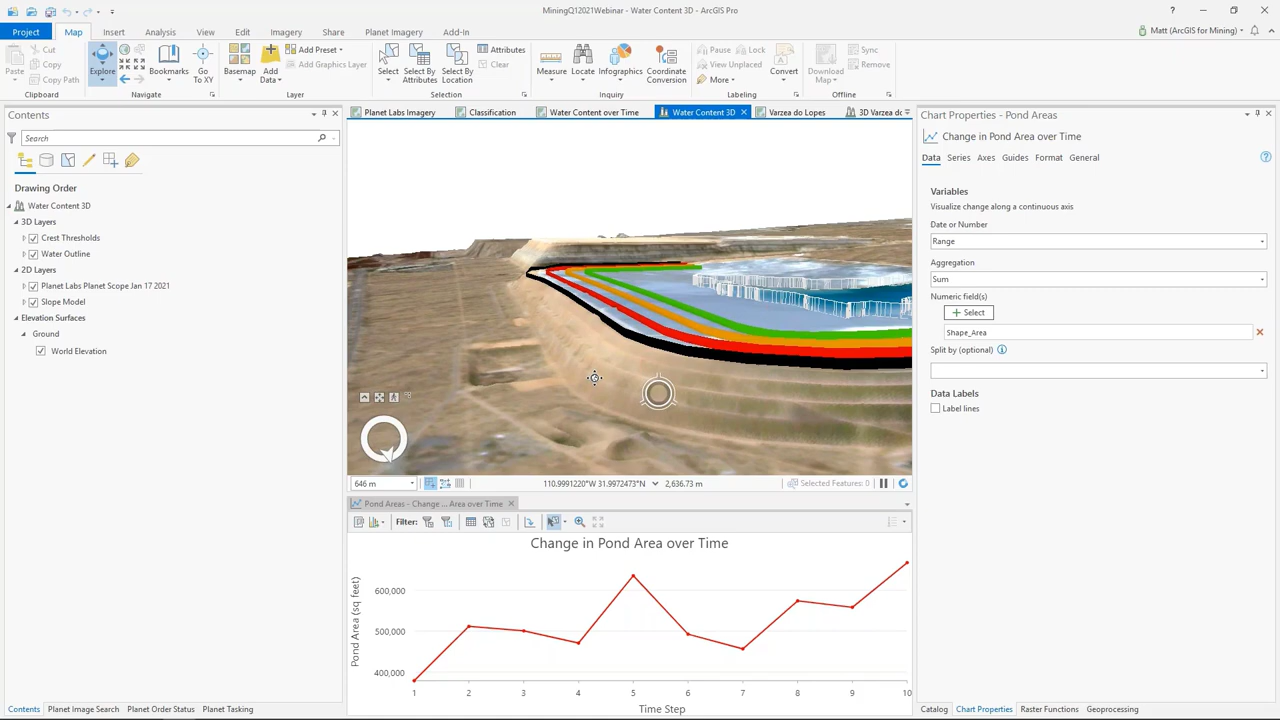 MiningQ12021Webinar - Water Content 3D - ArcGIS Pro
Matt (ArcGIS for Mining)
Project Map Insert Analysis View Edit Imagery Share Planet Imagery Add-In
Paste Cut Copy Copy Path Clipboard
Explore Bookmarks Go To XY Navigate
Basemap Add Data Add Preset Add Graphics Layer Layer
Select Select By Attributes Select By Location Attributes Clear Selection
Measure Locate Infographics Coordinate Conversion Inquiry
Pause Lock View Unplaced More Convert Labeling
Download Map Sync Remove Offline
Contents
Search
Drawing Order
Water Content 3D
3D Layers
Crest Thresholds
Water Outline
2D Layers
Planet Labs Planet Scope Jan 17 2021
Slope Model
Elevation Surfaces
Ground
World Elevation
Contents Planet Image Search Planet Order Status Planet Tasking
Planet Labs Imagery Classification Water Content over Time Water Content 3D Varzea do Lopes 3D Varzea do
646 m 110.9991220°W 31.9972473°N 2,636.73 m Selected Features: 0
Pond Areas - Change ... Area over Time
Filter:
Change in Pond Area over Time
Pond Area (sq feet)
600,000
500,000
400,000
1 2 3 4 5 6 7 8 9 10
Time Step
Chart Properties - Pond Areas
Change in Pond Area over Time
Data Series Axes Guides Format General
Variables
Visualize change along a continuous axis
Date or Number
Range
Aggregation
Sum
Numeric field(s)
Select
Shape_Area
Split by (optional)
Data Labels
Label lines
Catalog Chart Properties Raster Functions Geoprocessing